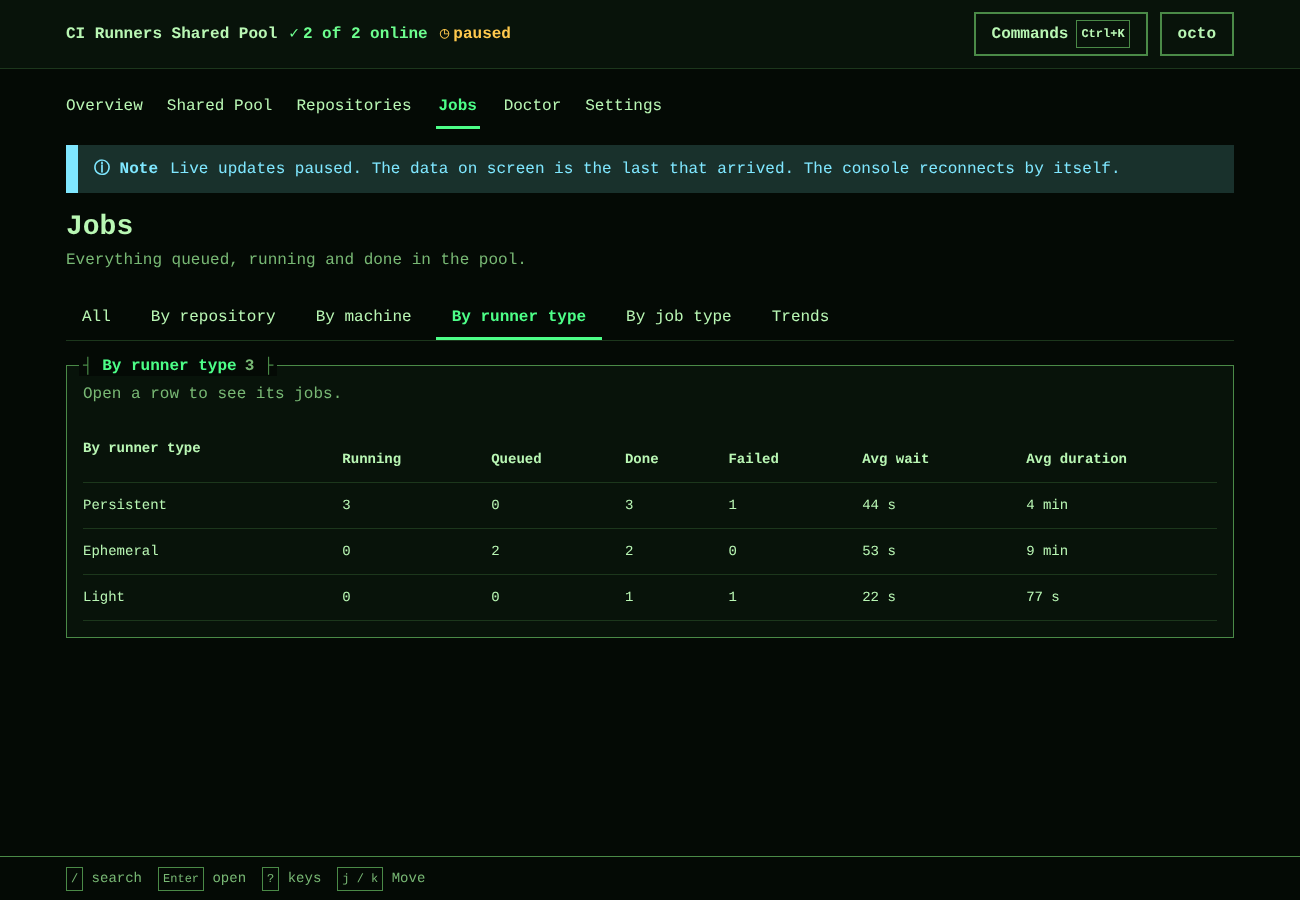 CI Runners Shared Pool ✓ 2 of 2 online ◷ paused Commands Ctrl+K octo
Overview Shared Pool Repositories Jobs Doctor Settings
ⓘ Note Live updates paused. The data on screen is the last that arrived. The console reconnects by itself.
Jobs
Everything queued, running and done in the pool.
All By repository By machine By runner type By job type Trends
By runner type 3
Open a row to see its jobs.
By runner type Running Queued Done Failed Avg wait Avg duration
Persistent 3 0 3 1 44 s 4 min
Ephemeral 0 2 2 0 53 s 9 min
Light 0 0 1 1 22 s 77 s
/ search Enter open ? keys j / k Move